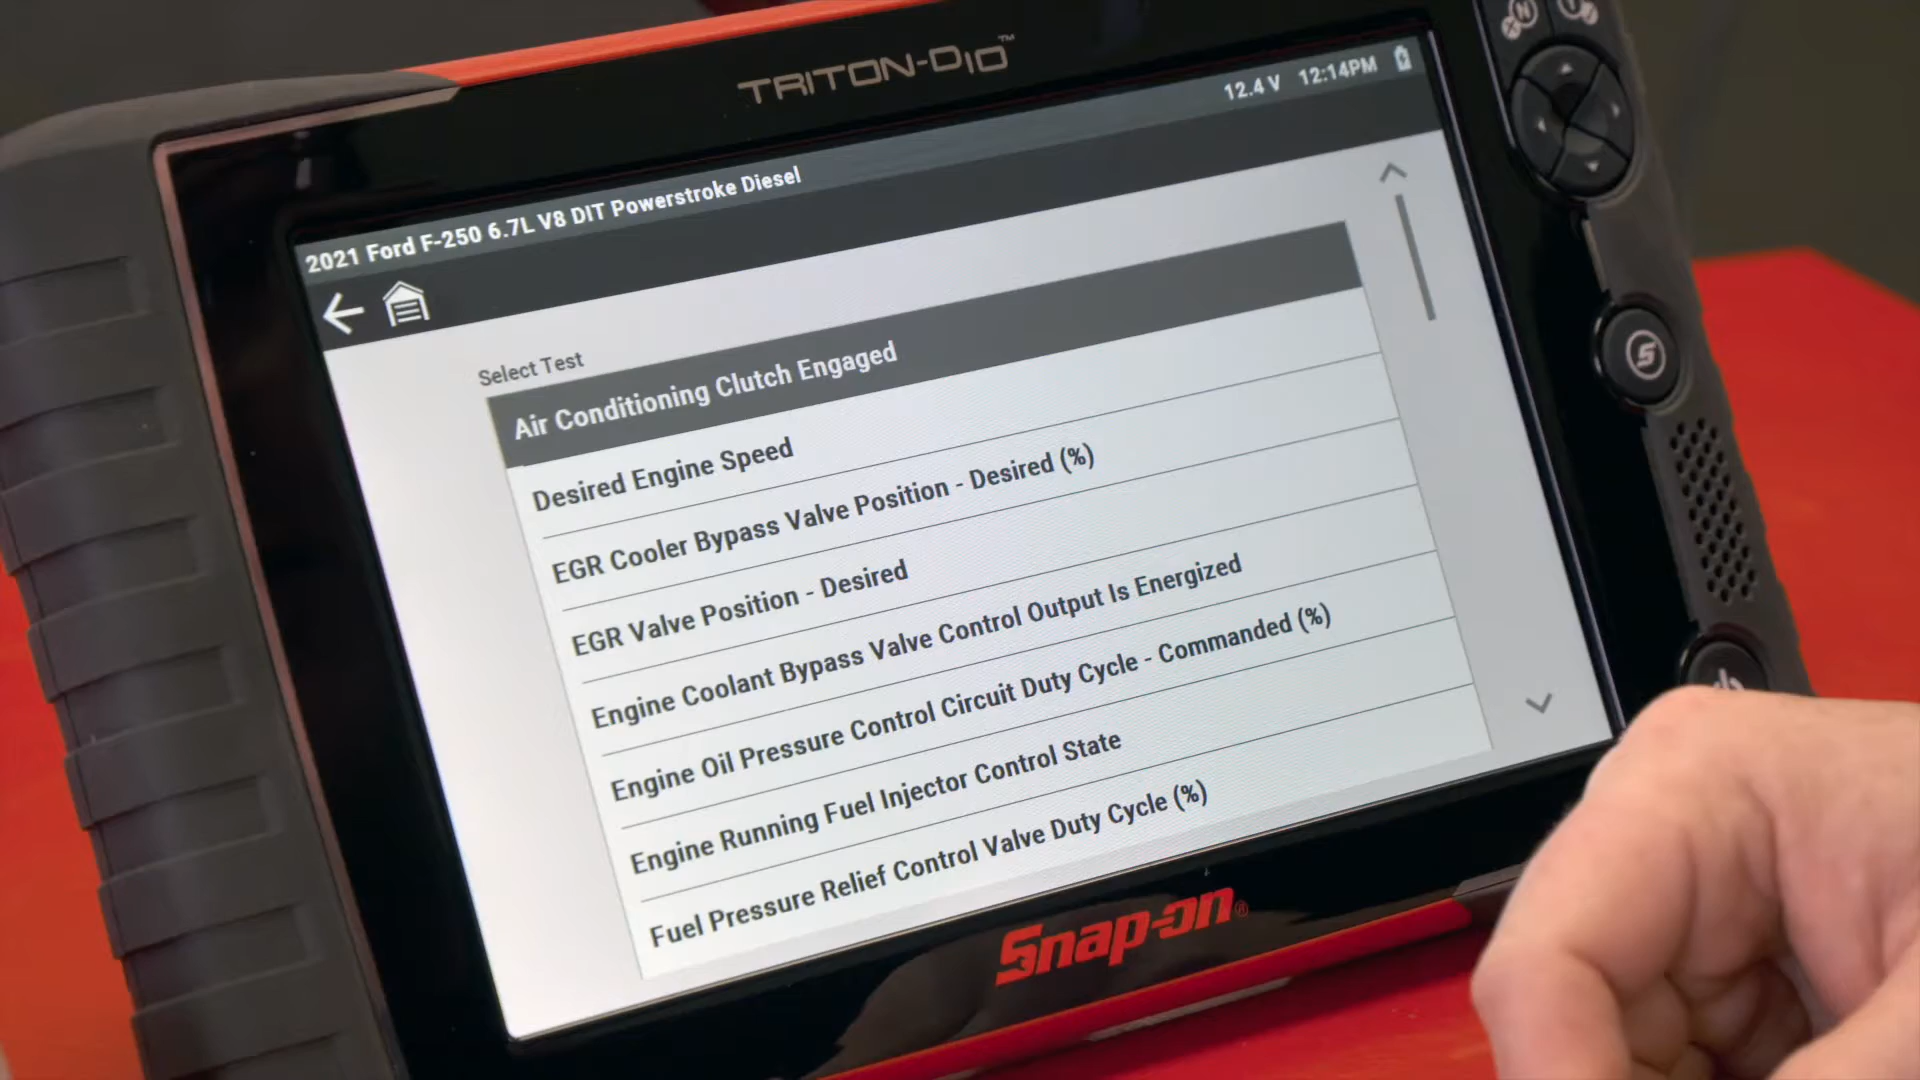 TRITON-D10™
12.4 V 12:14PM
2021 Ford F-250 6.7L V8 DIT Powerstroke Diesel
Select Test
Air Conditioning Clutch Engaged
Desired Engine Speed
EGR Cooler Bypass Valve Position - Desired (%)
EGR Valve Position - Desired
Engine Coolant Bypass Valve Control Output Is Energized
Engine Oil Pressure Control Circuit Duty Cycle - Commanded (%)
Engine Running Fuel Injector Control State
Fuel Pressure Relief Control Valve Duty Cycle (%)
Snap-on®
N
Y
S